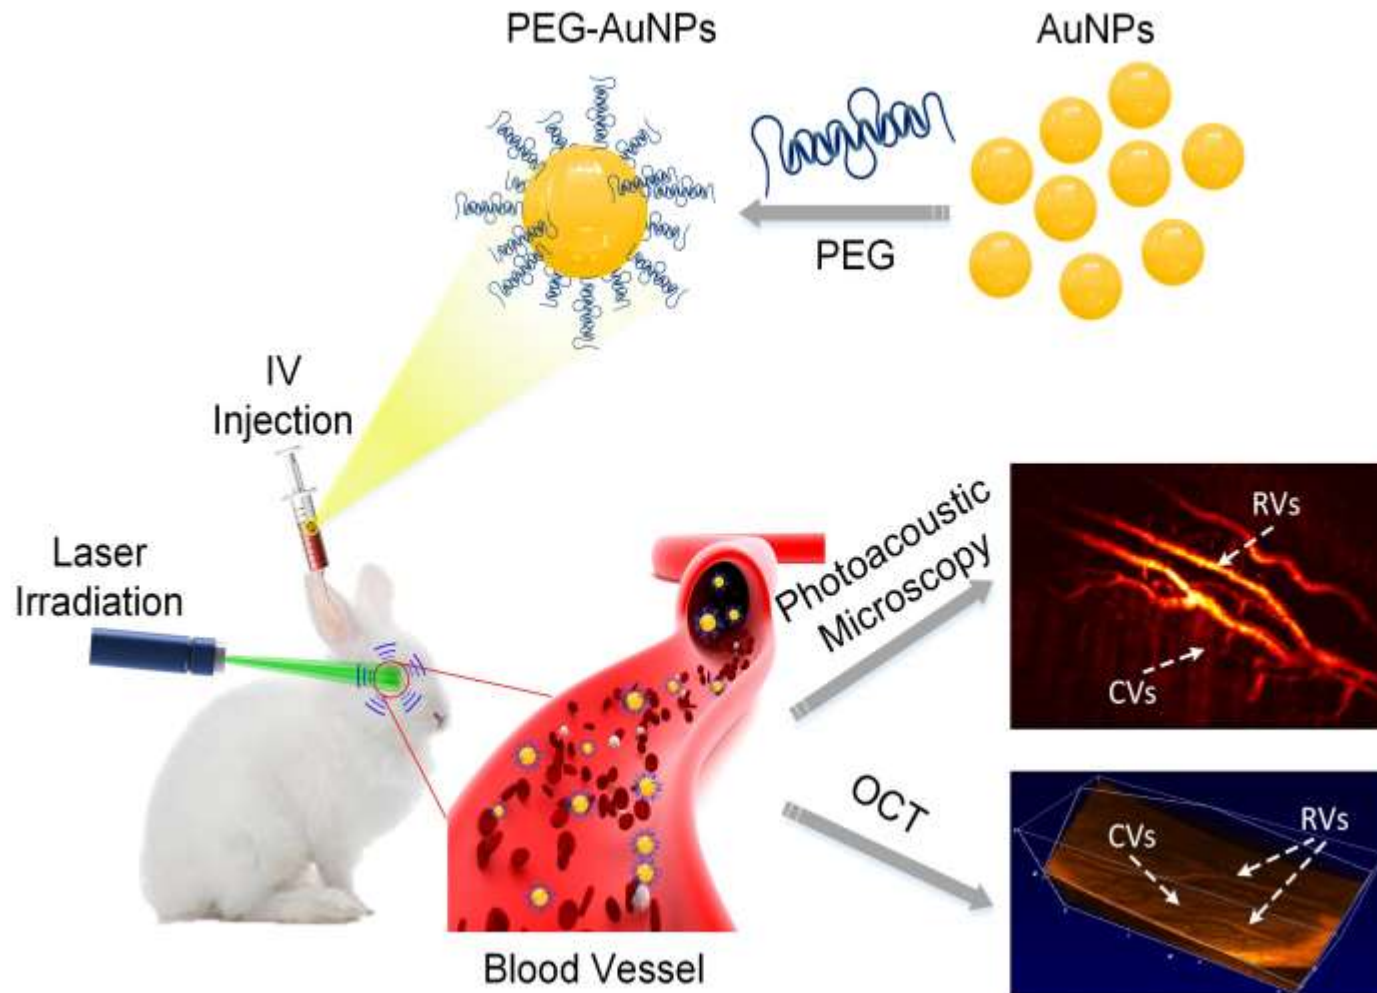 PEG-AuNPs
AuNPs
PEG
IV
Injection
Laser
Irradiation
Photoacoustic
Microscopy
RVs
CVs
OCT
CVs
RVs
Blood Vessel